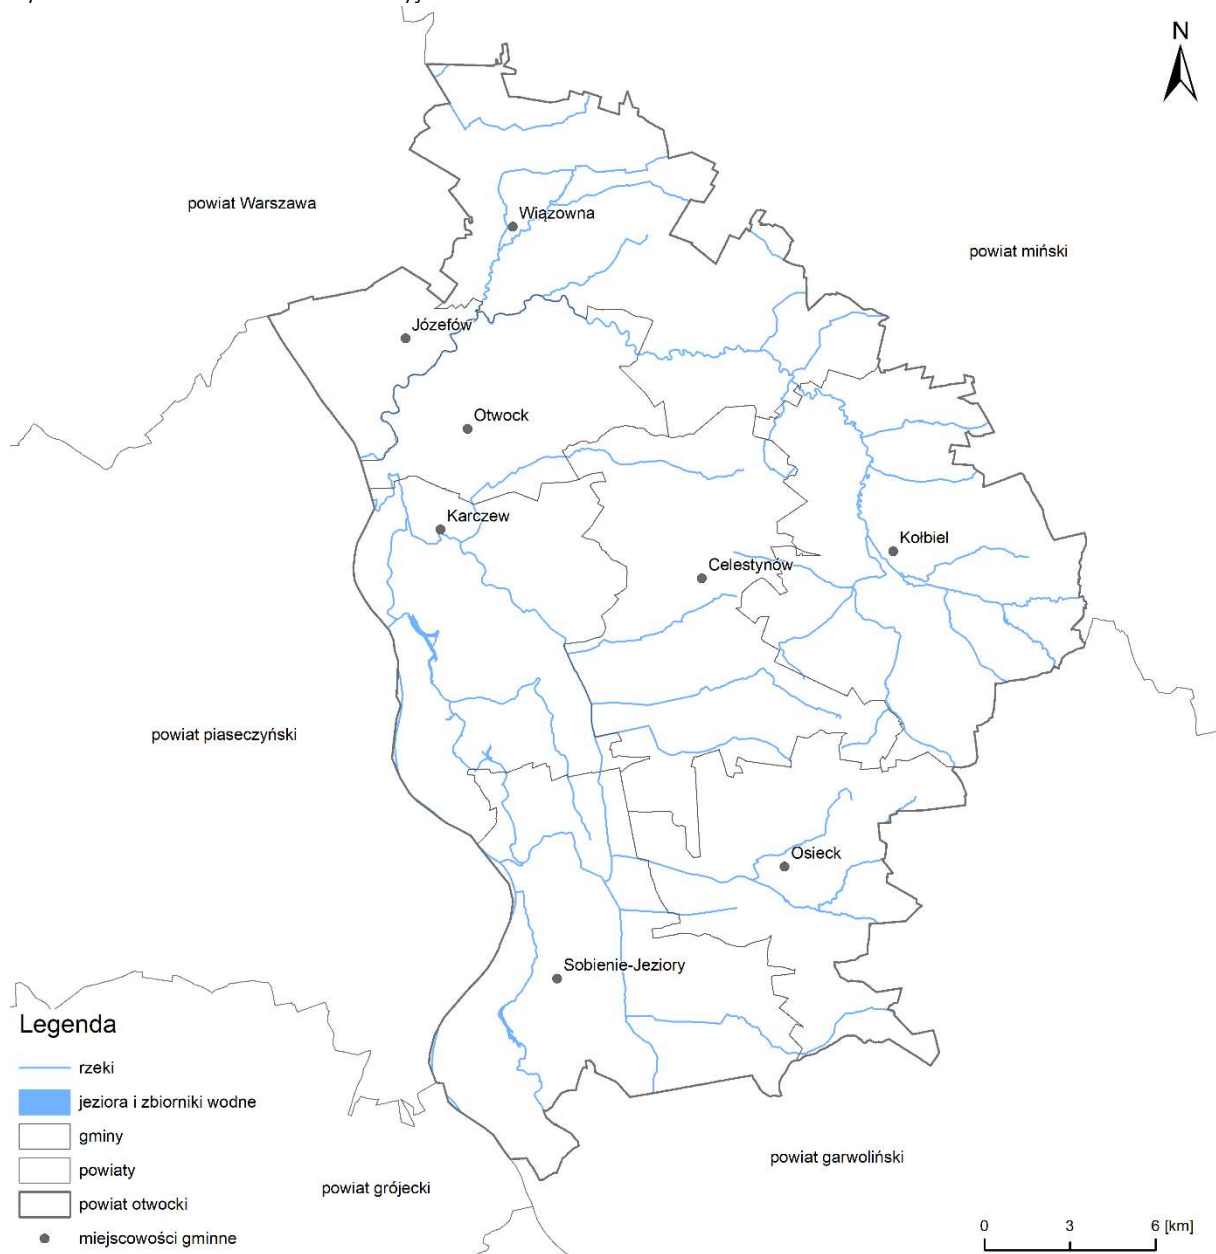 N
powiat Warszawa
Wiązowna
powiat miński
Józefów
Otwock
Karczew
Kołbiel
Celestynów
powiat piaseczyński
Osieck
Sobienie-Jeziory
Legenda
rzeki
jeziora i zbiorniki wodne
gminy
powiaty
powiat otwocki
miejscowości gminne
powiat garwoliński
powiat grójecki
0 3 6 [km]